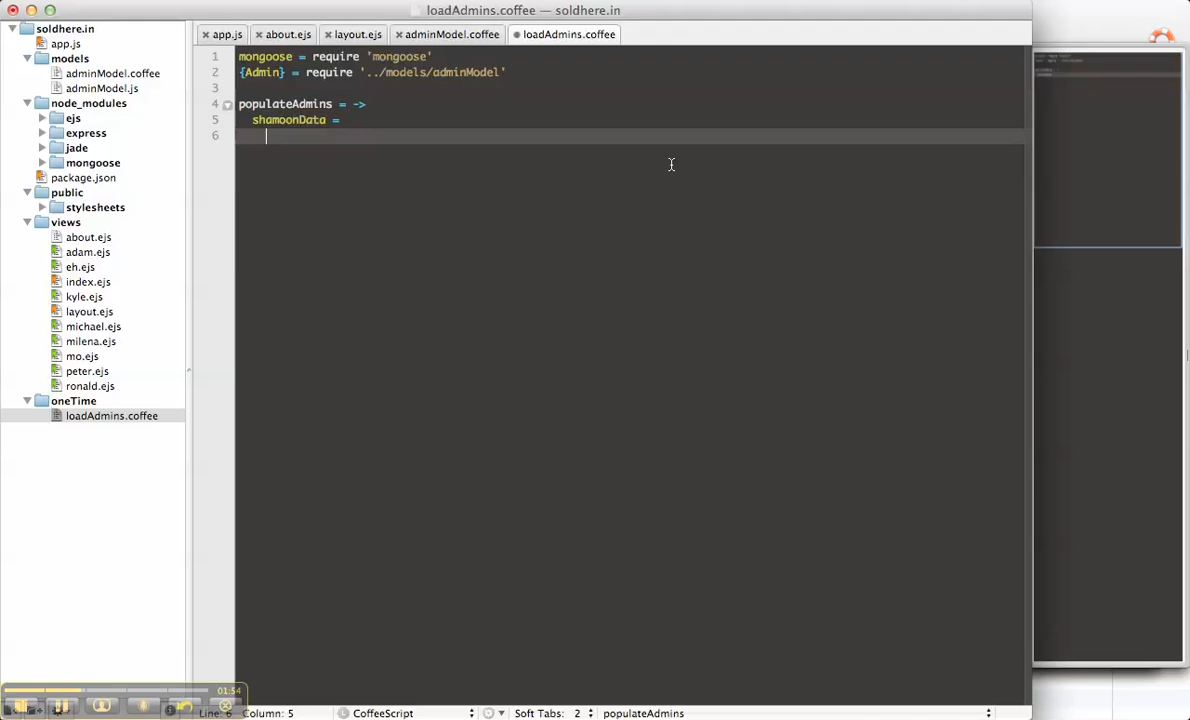 loadAdmins.coffee — soldhere.in
soldhere.in
app.js
models
adminModel.coffee
adminModel.js
node_modules
ejs
express
jade
mongoose
package.json
public
stylesheets
views
about.ejs
adam.ejs
eh.ejs
index.ejs
kyle.ejs
layout.ejs
michael.ejs
milena.ejs
mo.ejs
peter.ejs
ronald.ejs
oneTime
loadAdmins.coffee
app.js about.ejs layout.ejs adminModel.coffee loadAdmins.coffee
1 mongoose = require 'mongoose'
2 {Admin} = require '../models/adminModel'
3
4 populateAdmins = ->
5 shamoonData =
6
01:54
Line: 6 Column: 5 CoffeeScript Soft Tabs: 2 populateAdmins